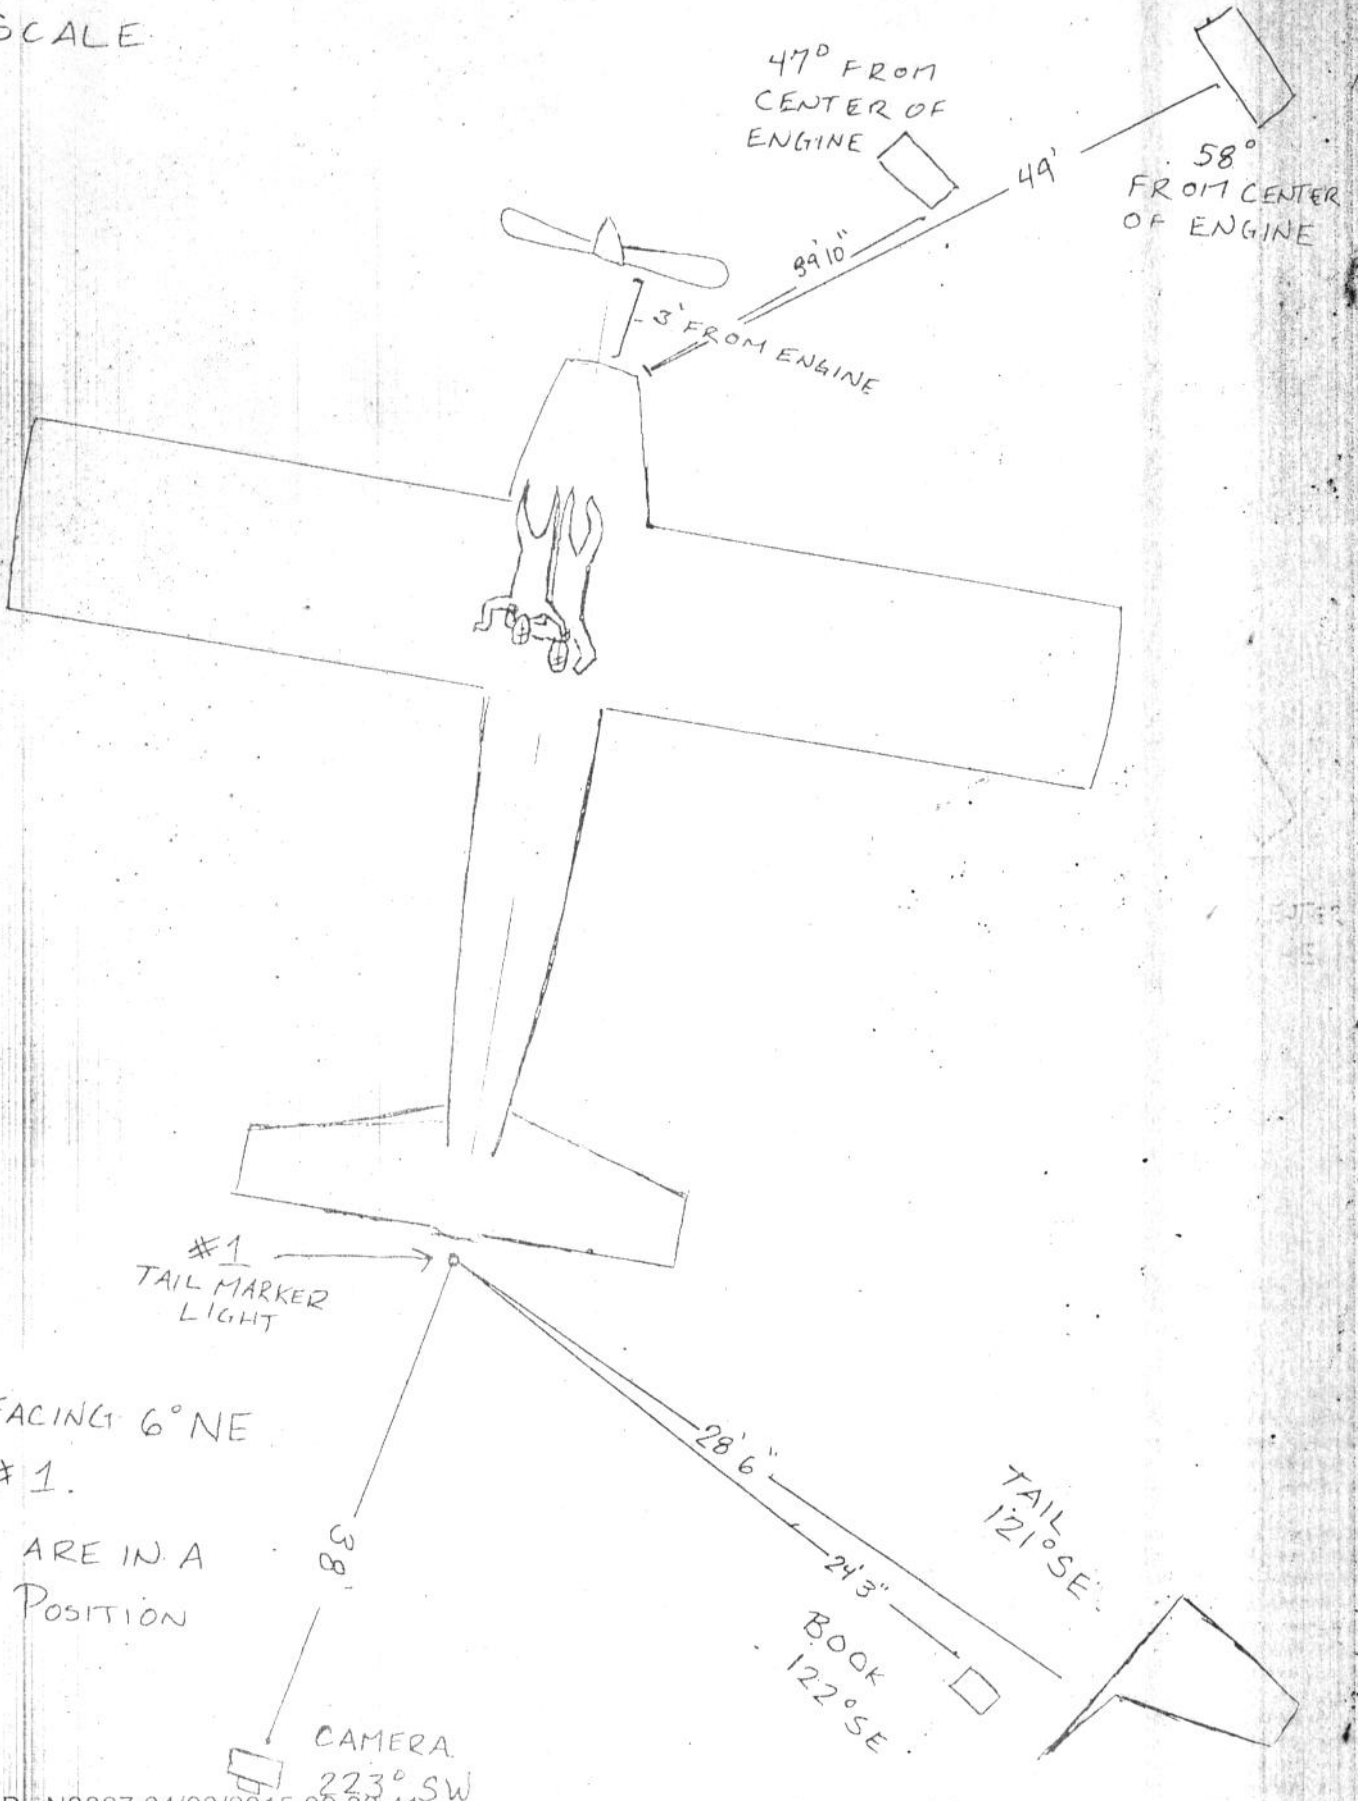 SCALE
47° FROM
CENTER OF
ENGINE
49'
58°
FROM CENTER
OF ENGINE
39'10"
3' FROM ENGINE
#1
TAIL MARKER
LIGHT
FACING 6° NE
#1.
ARE IN A
POSITION
38'
28'6"
24'3"
TAIL
121° SE.
BOOK
122° SE.
CAMERA
223° SW